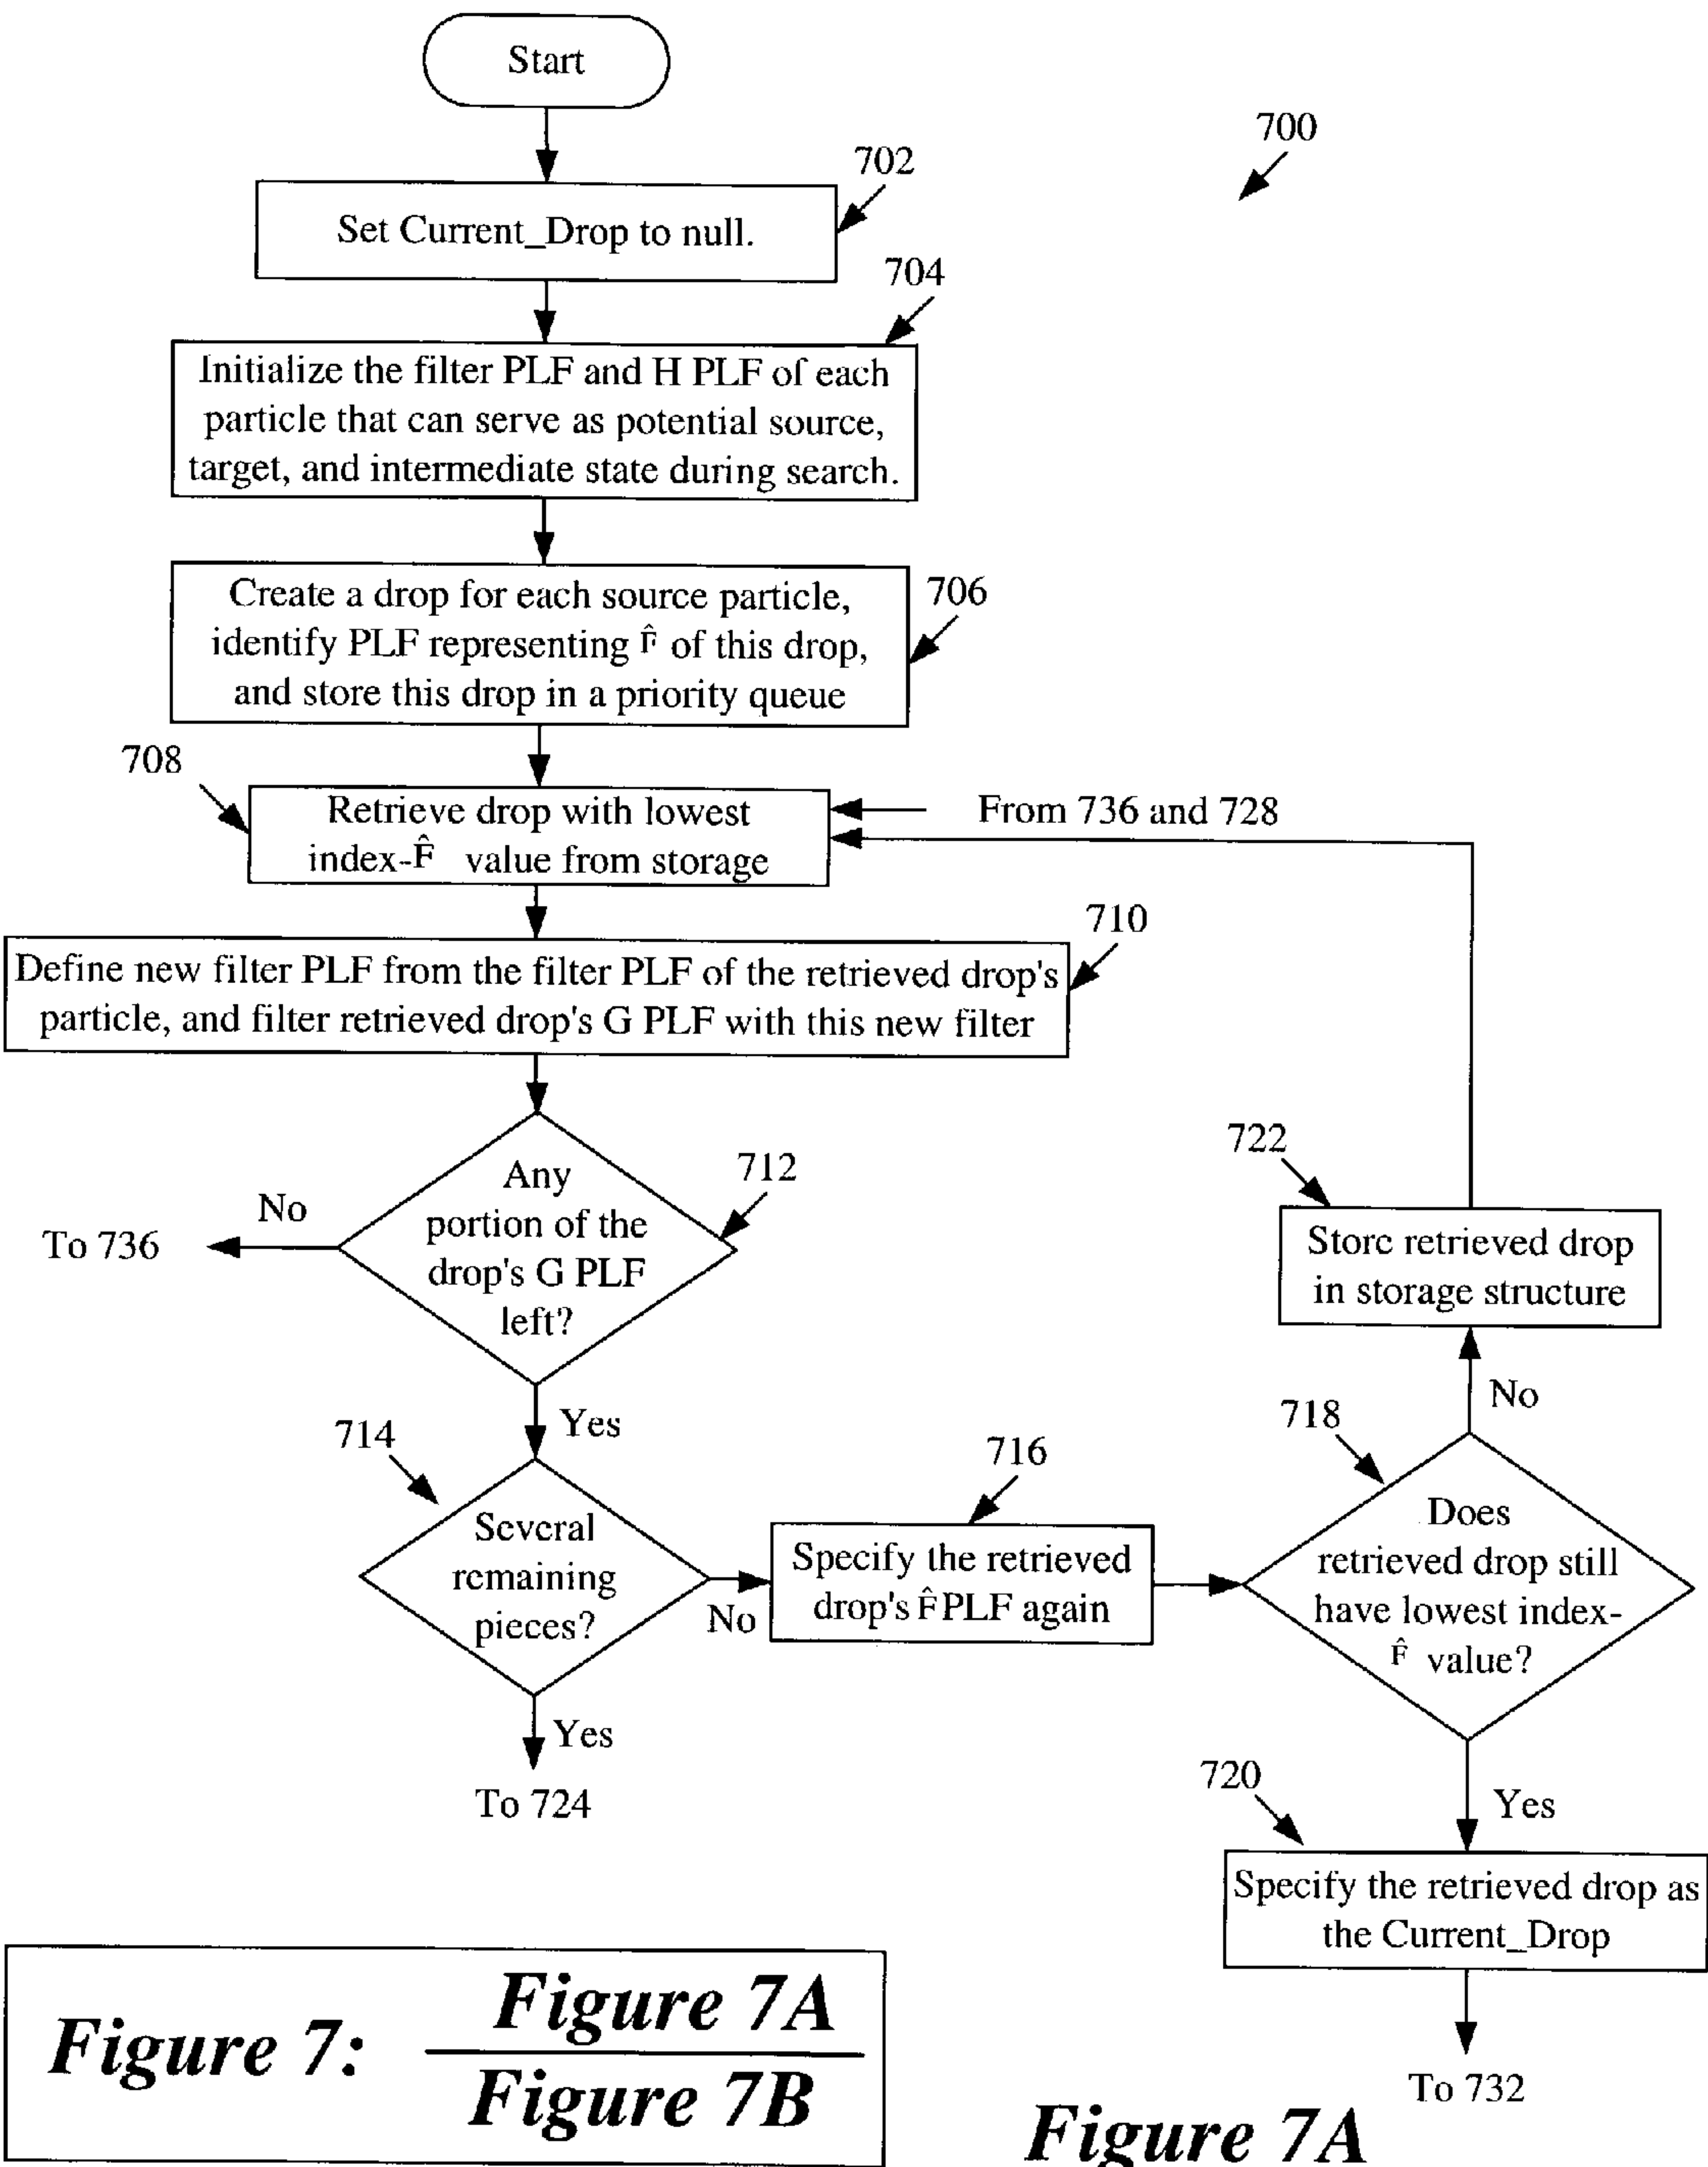 Start
700
702
Set Current_Drop to null.
704
Initialize the filter PLF and H PLF of each
particle that can serve as potential source,
target, and intermediate state during search.
706
Create a drop for each source particle,
identify PLF representing F̂ of this drop,
and store this drop in a priority queue
708
Retrieve drop with lowest
index-F̂ value from storage
From 736 and 728
710
Define new filter PLF from the filter PLF of the retrieved drop's
particle, and filter retrieved drop's G PLF with this new filter
712
Any
portion of the
drop's G PLF
left?
No
To 736
Yes
714
Several
remaining
pieces?
No
Yes
To 724
716
Specify the retrieved
drop's F̂ PLF again
718
Does
retrieved drop still
have lowest index-
F̂ value?
No
722
Store retrieved drop
in storage structure
Yes
720
Specify the retrieved drop as
the Current_Drop
To 732
Figure 7:
Figure 7A
Figure 7B
Figure 7A